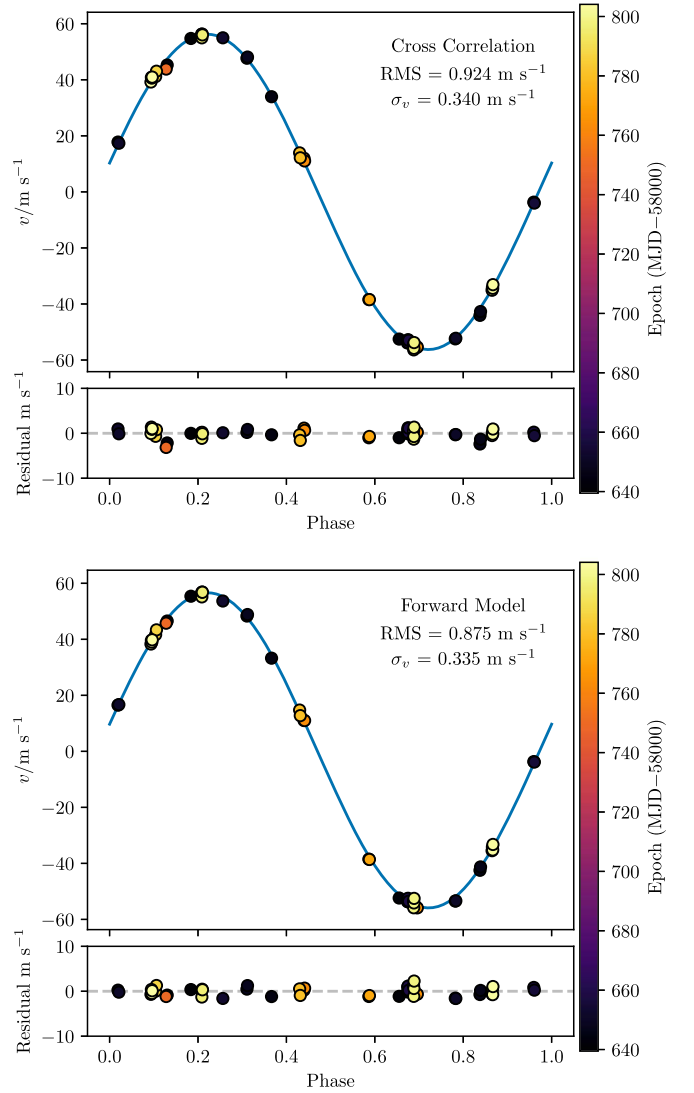 60
40
20
0
−20
−40
−60
v/m s⁻¹
Cross Correlation
RMS = 0.924 m s⁻¹
σᵥ = 0.340 m s⁻¹
10
0
−10
Residual m s⁻¹
0.0 0.2 0.4 0.6 0.8 1.0
Phase
800
780
760
740
720
700
680
660
640
Epoch (MJD−58000)
60
40
20
0
−20
−40
−60
v/m s⁻¹
Forward Model
RMS = 0.875 m s⁻¹
σᵥ = 0.335 m s⁻¹
10
0
−10
Residual m s⁻¹
0.0 0.2 0.4 0.6 0.8 1.0
Phase
800
780
760
740
720
700
680
660
640
Epoch (MJD−58000)